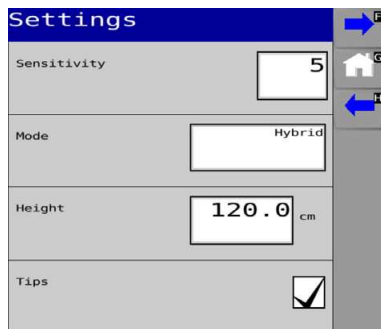 Settings
F
Sensitivity
5
G
H
Mode
Hybrid
Height
120.0 cm
Tips